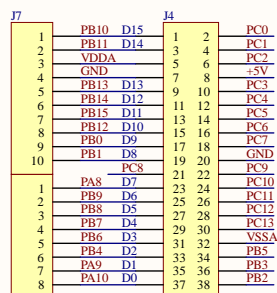 J7 J4
1 PB10 D15 1 2 PC0
2 PB11 D14 3 4 PC1
3 VDDA 5 6 PC2
4 GND 7 8 +5V
5 PB13 D13 9 10 PC3
6 PB14 D12 11 12 PC4
7 PB15 D11 13 14 PC5
8 PB12 D10 15 16 PC6
9 PB0 D9 17 18 PC7
10 PB1 D8 19 20 GND
PC8 21 22 PC9
1 PA8 D7 23 24 PC10
2 PB9 D6 25 26 PC11
3 PB8 D5 27 28 PC12
4 PB7 D4 29 30 PC13
5 PB6 D3 31 32 VSSA
6 PB4 D2 33 34 PB5
7 PA9 D1 35 36 PB3
8 PA10 D0 37 38 PB2